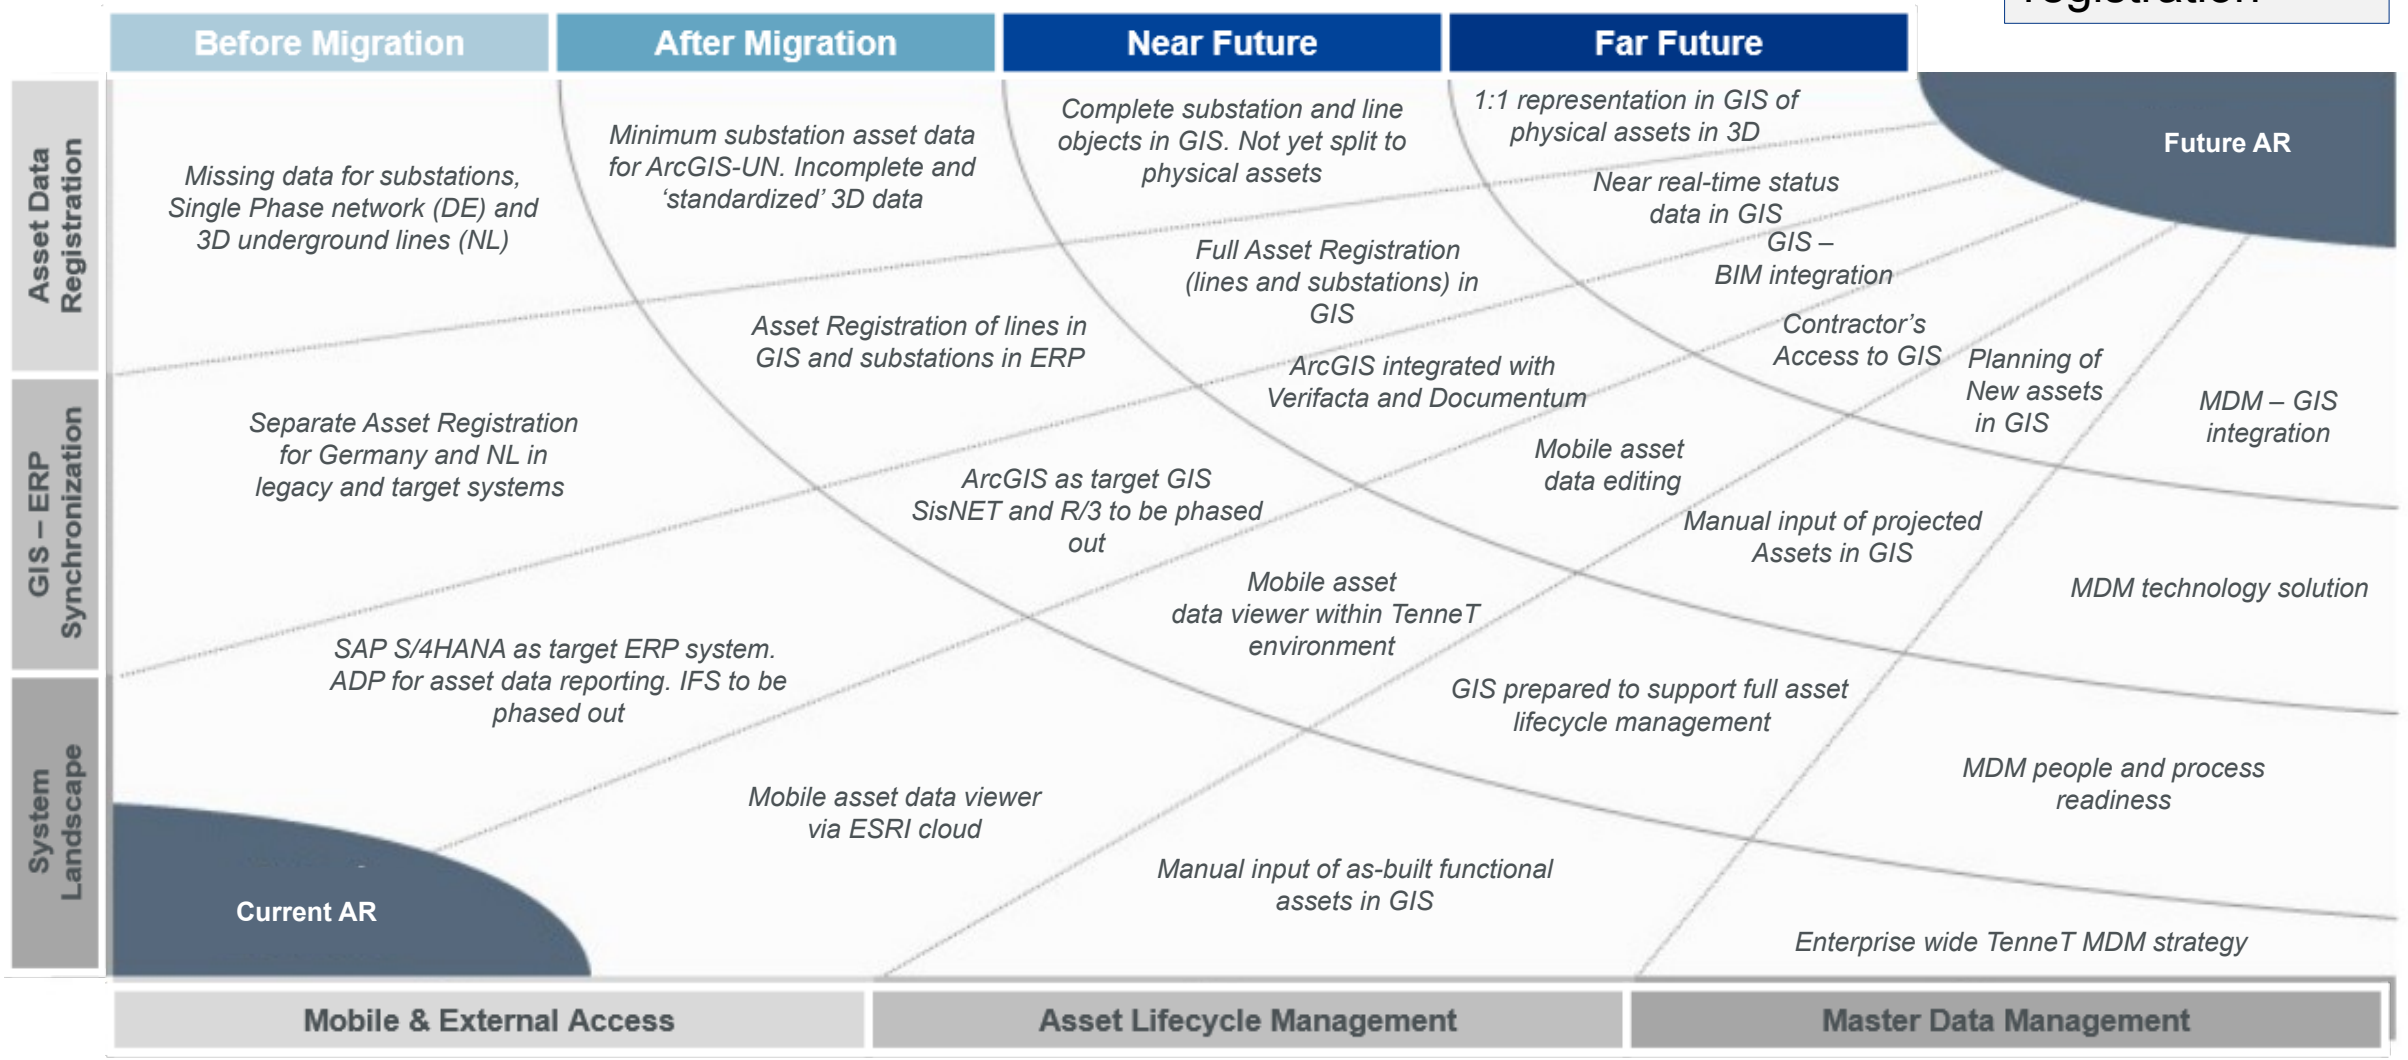 registration
Before Migration
After Migration
Near Future
Far Future
Asset Data
Registration
GIS – ERP
Synchronization
System
Landscape
Missing data for substations,
Single Phase network (DE) and
3D underground lines (NL)
Minimum substation asset data
for ArcGIS-UN. Incomplete and
‘standardized’ 3D data
Complete substation and line
objects in GIS. Not yet split to
physical assets
1:1 representation in GIS of
physical assets in 3D
Future AR
Separate Asset Registration
for Germany and NL in
legacy and target systems
Asset Registration of lines in
GIS and substations in ERP
Full Asset Registration
(lines and substations) in
GIS
Near real-time status
data in GIS
SAP S/4HANA as target ERP system.
ADP for asset data reporting. IFS to be
phased out
ArcGIS as target GIS
SisNET and R/3 to be phased
out
ArcGIS integrated with
Verifacta and Documentum
GIS –
BIM integration
Mobile asset data viewer
via ESRI cloud
Mobile asset
data viewer within TenneT
environment
Mobile asset
data editing
Contractor’s
Access to GIS
Manual input of as-built functional
assets in GIS
GIS prepared to support full asset
lifecycle management
Manual input of projected
Assets in GIS
Planning of
New assets
in GIS
Enterprise wide TenneT MDM strategy
MDM people and process
readiness
MDM technology solution
MDM – GIS
integration
Current AR
Mobile & External Access
Asset Lifecycle Management
Master Data Management